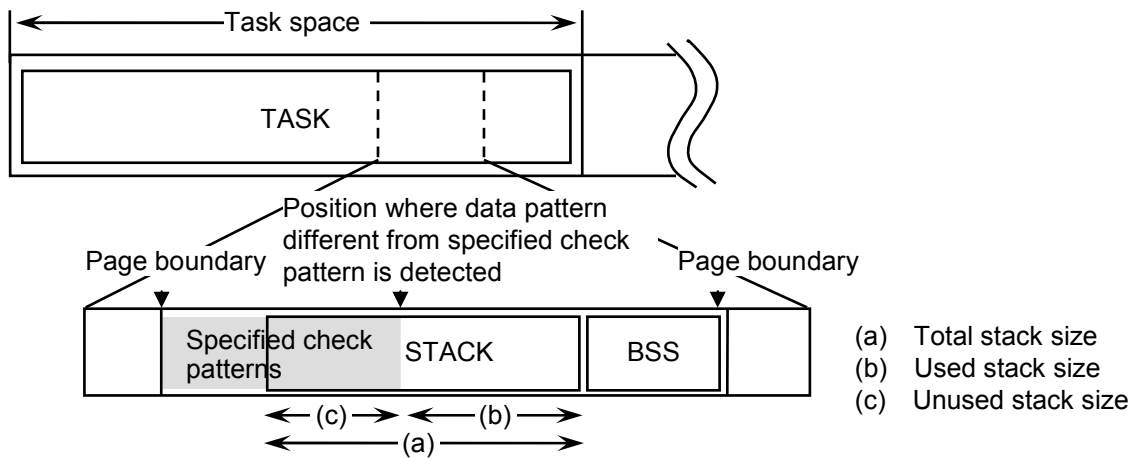 Task space
TASK
Position where data pattern
different from specified check
pattern is detected
Page boundary
Page boundary
Specified check
patterns
STACK
BSS
(c)
(b)
(a)
(a) Total stack size
(b) Used stack size
(c) Unused stack size